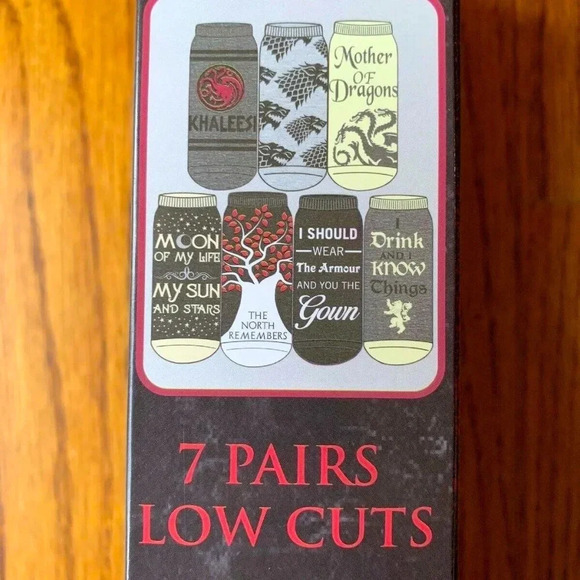 KHALEESI
Mother
OF
Dragons
MOON
OF MY LIFE
MY SUN
AND STARS
THE
NORTH
REMEMBERS
I SHOULD
WEAR
The Armour
AND YOU THE
Gown
I
Drink
AND I
KNOW
Things
7 PAIRS
LOW CUTS